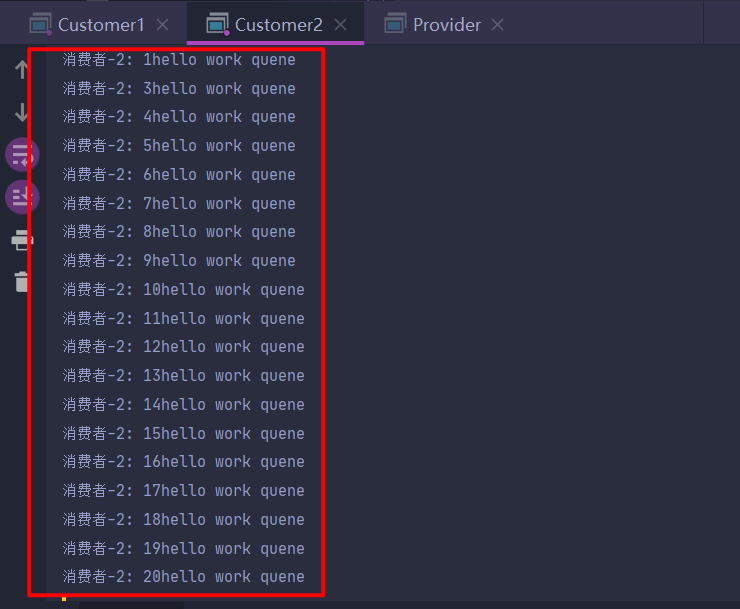 Customer1
Customer2
Provider
消费者-2: 1hello work quene
消费者-2: 3hello work quene
消费者-2: 4hello work quene
消费者-2: 5hello work quene
消费者-2: 6hello work quene
消费者-2: 7hello work quene
消费者-2: 8hello work quene
消费者-2: 9hello work quene
消费者-2: 10hello work quene
消费者-2: 11hello work quene
消费者-2: 12hello work quene
消费者-2: 13hello work quene
消费者-2: 14hello work quene
消费者-2: 15hello work quene
消费者-2: 16hello work quene
消费者-2: 17hello work quene
消费者-2: 18hello work quene
消费者-2: 19hello work quene
消费者-2: 20hello work quene